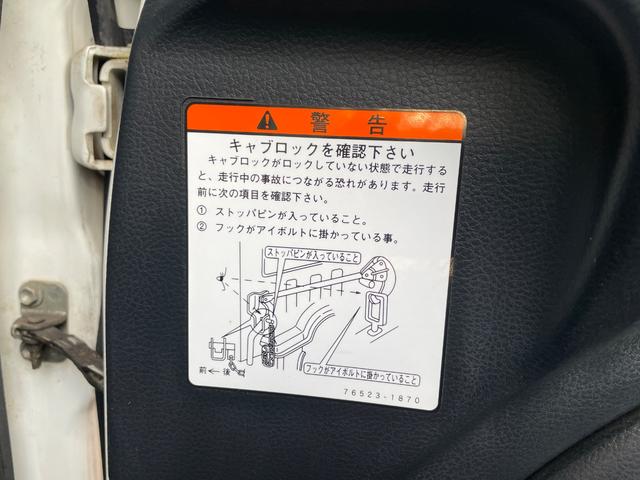 警告
キャブロックを確認下さい
キャブロックがロックしていない状態で走行する
と、走行中の事故につながる恐れがあります。走行
前に次の項目を確認下さい。
① ストッパピンが入っていること。
② フックがアイボルトに掛かっている事。
ストッパピンが入っていること
フックがアイボルトに掛かっていること
前←後
76523-1870